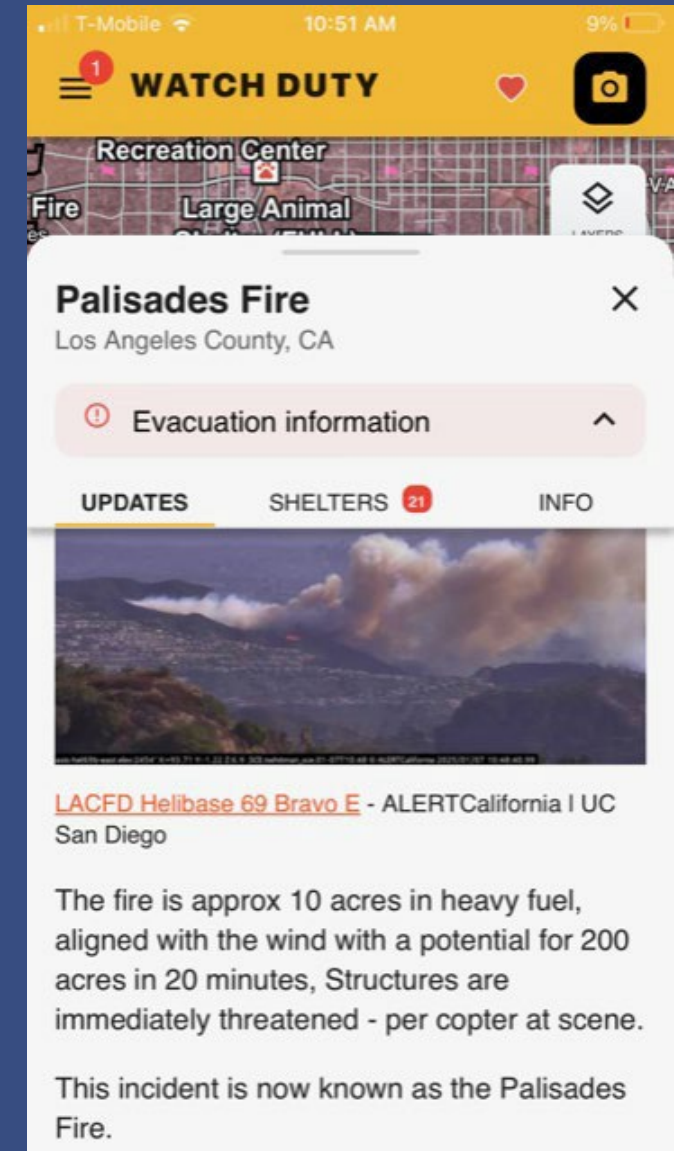 T-Mobile 10:51 AM 9%
1
WATCH DUTY
Recreation Center
Fire Large Animal
LAYERS
Palisades Fire
Los Angeles County, CA
Evacuation information
UPDATES SHELTERS 21 INFO
LACFD Helibase 69 Bravo E - ALERTCalifornia | UC
San Diego
The fire is approx 10 acres in heavy fuel,
aligned with the wind with a potential for 200
acres in 20 minutes, Structures are
immediately threatened - per copter at scene.
This incident is now known as the Palisades
Fire.